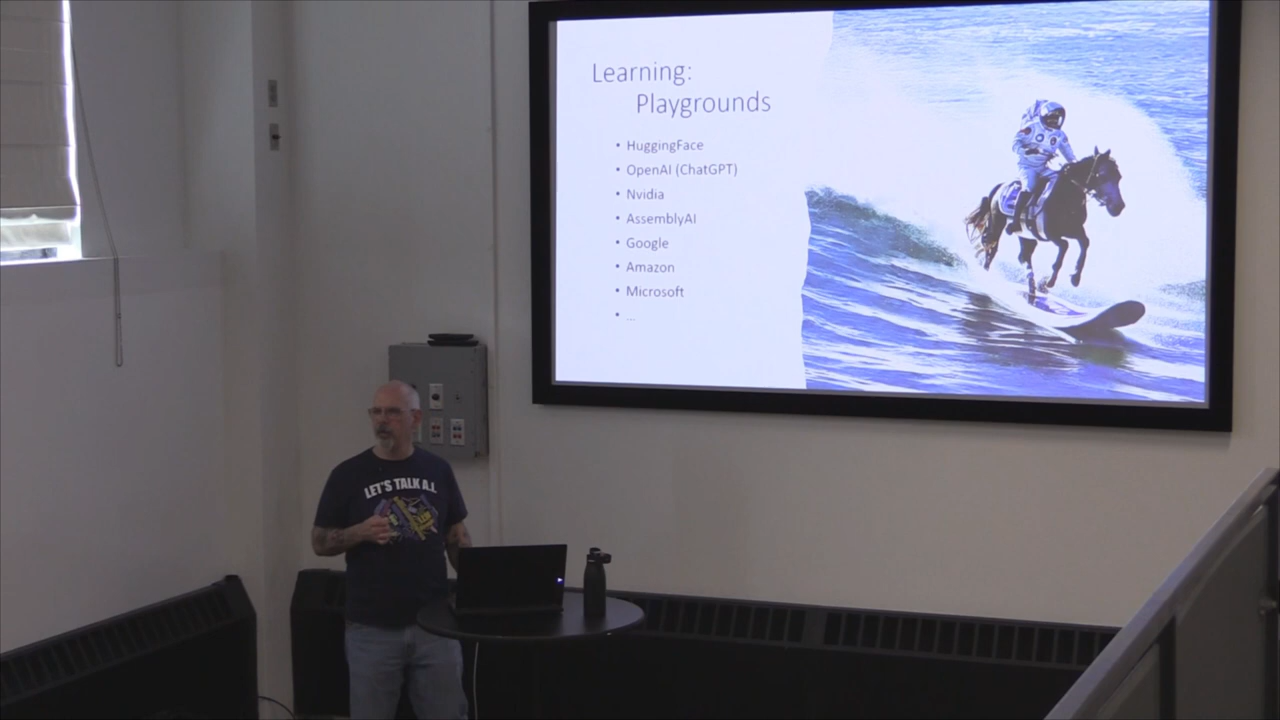 Learning:
Playgrounds
• HuggingFace
• OpenAI (ChatGPT)
• Nvidia
• AssemblyAI
• Google
• Amazon
• Microsoft
• ...
LET'S TALK A.I.